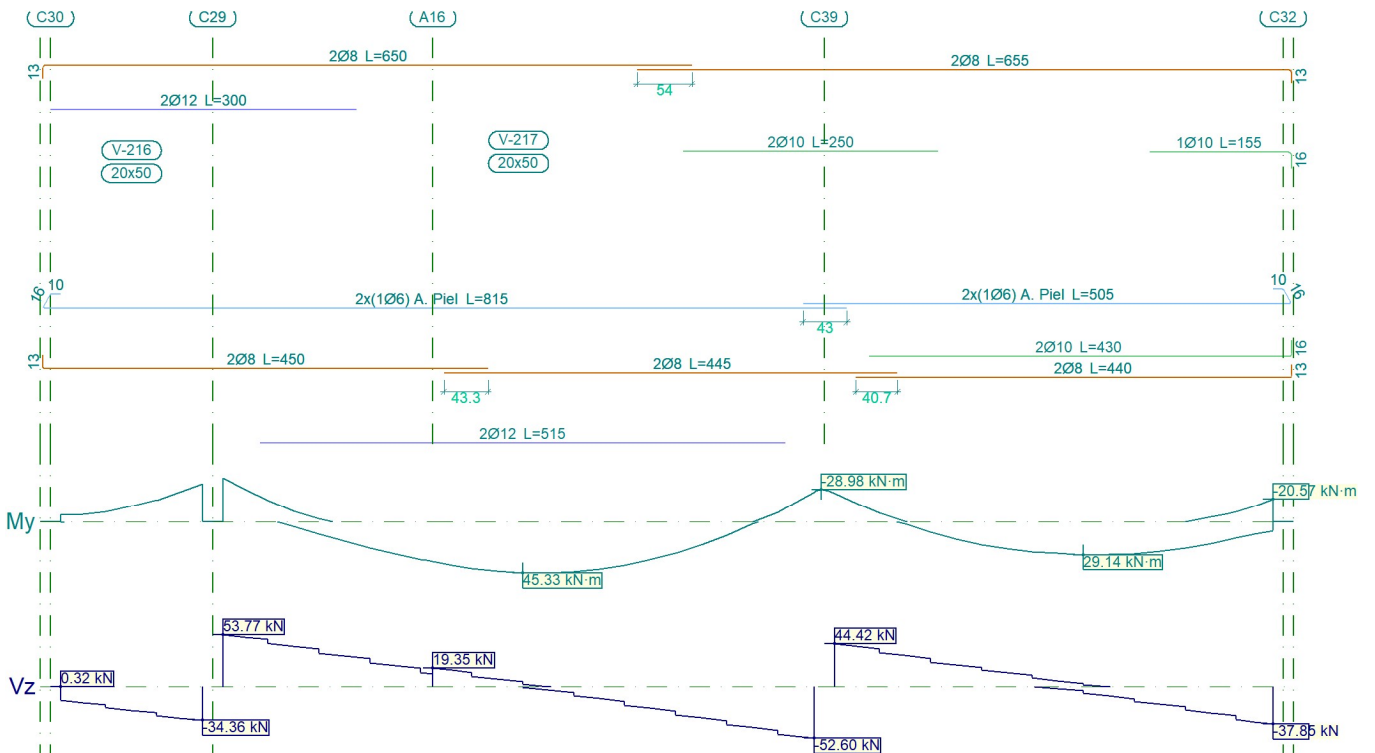 C30 C29 A16 C39 C32
2Ø8 L=650
2Ø8 L=655
13
13
54
2Ø12 L=300
V-216
20x50
V-217
20x50
2Ø10 L=250
1Ø10 L=155
16
10
16
2x(1Ø6) A. Piel L=815
2x(1Ø6) A. Piel L=505
10
16
43
13
2Ø8 L=450
2Ø8 L=445
2Ø10 L=430
16
2Ø8 L=440
13
43.3
40.7
2Ø12 L=515
My
-28.98 kN·m
-20.57 kN·m
45.33 kN·m
29.14 kN·m
Vz
0.32 kN
-34.36 kN
53.77 kN
19.35 kN
-52.60 kN
44.42 kN
-37.85 kN